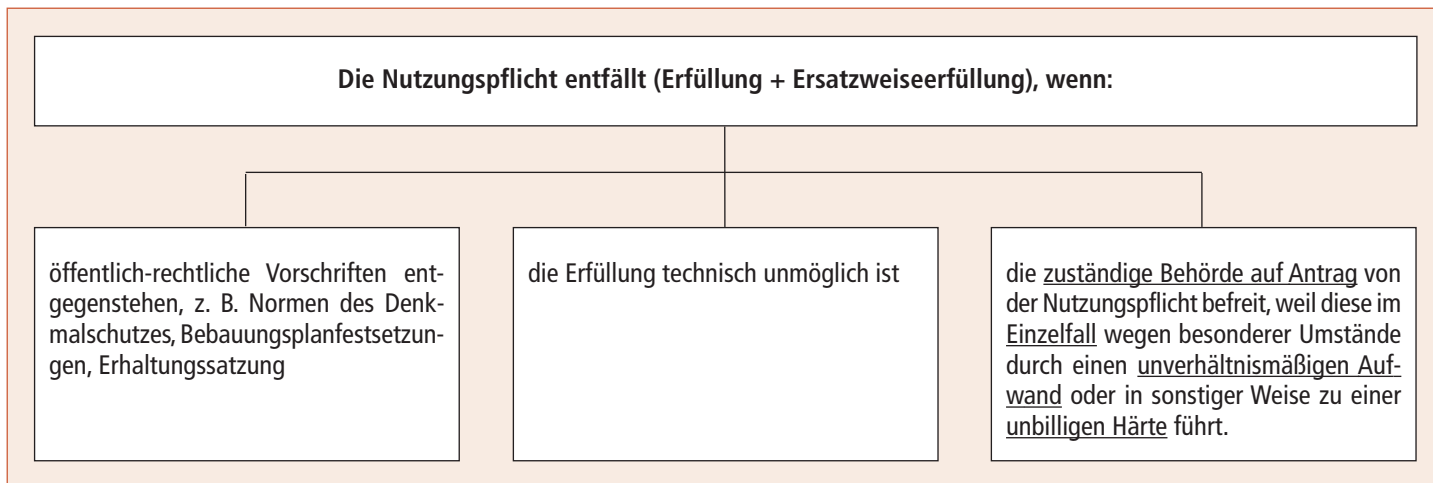 Die Nutzungspflicht entfällt (Erfüllung + Ersatzweiseerfüllung), wenn:
öffentlich-rechtliche Vorschriften ent-
gegenstehen, z. B. Normen des Denk-
malschutzes, Bebauungsplanfestsetzun-
gen, Erhaltungssatzung
die Erfüllung technisch unmöglich ist
die zuständige Behörde auf Antrag von
der Nutzungspflicht befreit, weil diese im
Einzelfall wegen besonderer Umstände
durch einen unverhältnismäßigen Auf-
wand oder in sonstiger Weise zu einer
unbilligen Härte führt.